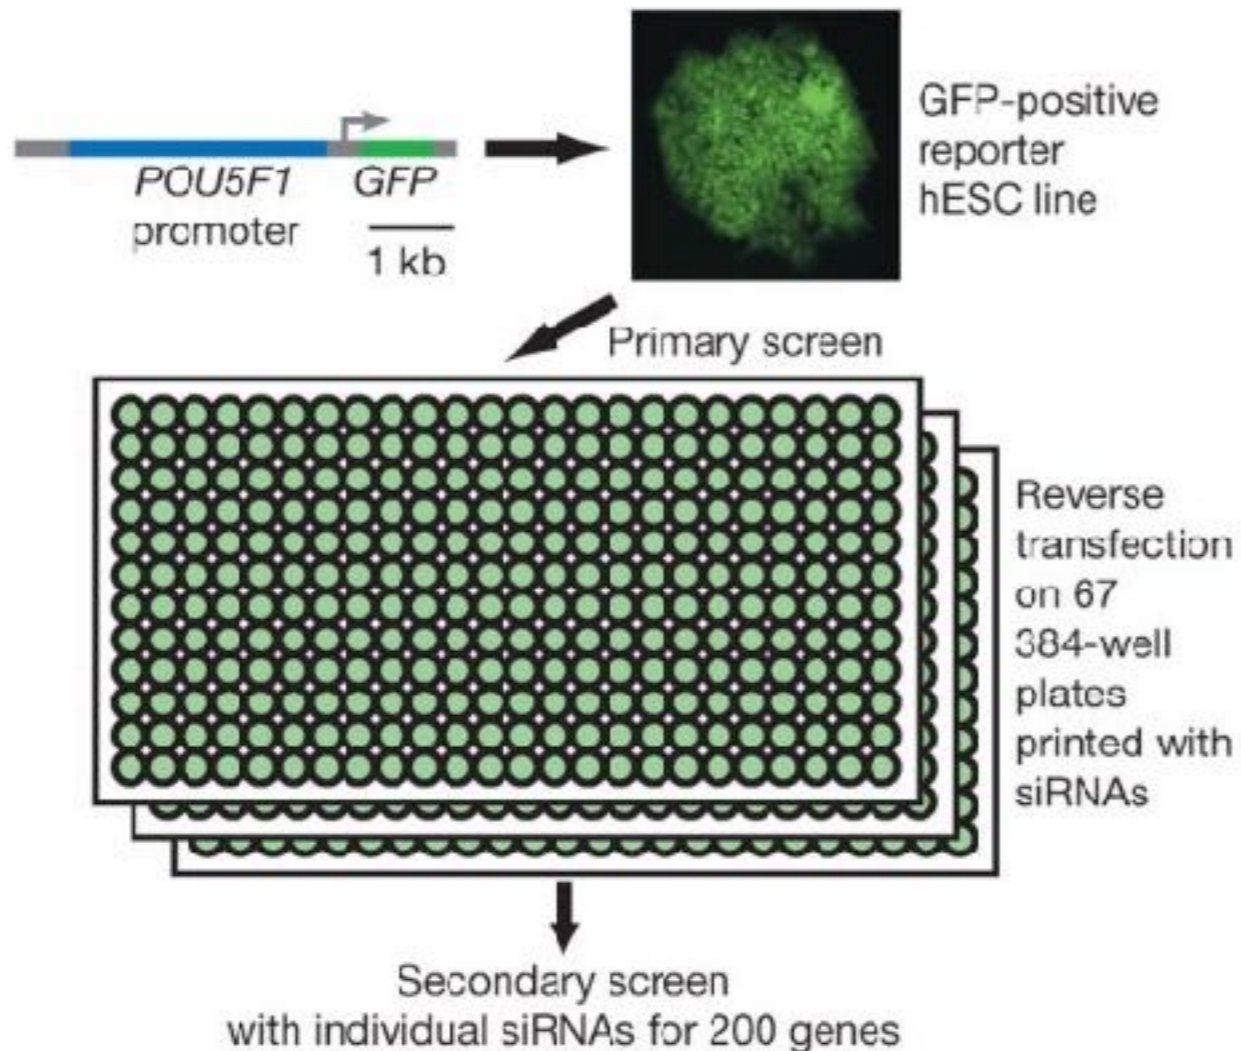 POU5F1 GFP
promoter
1 kb
GFP-positive
reporter
hESC line
Primary screen
Reverse
transfection
on 67
384-well
plates
printed with
siRNAs
Secondary screen
with individual siRNAs for 200 genes